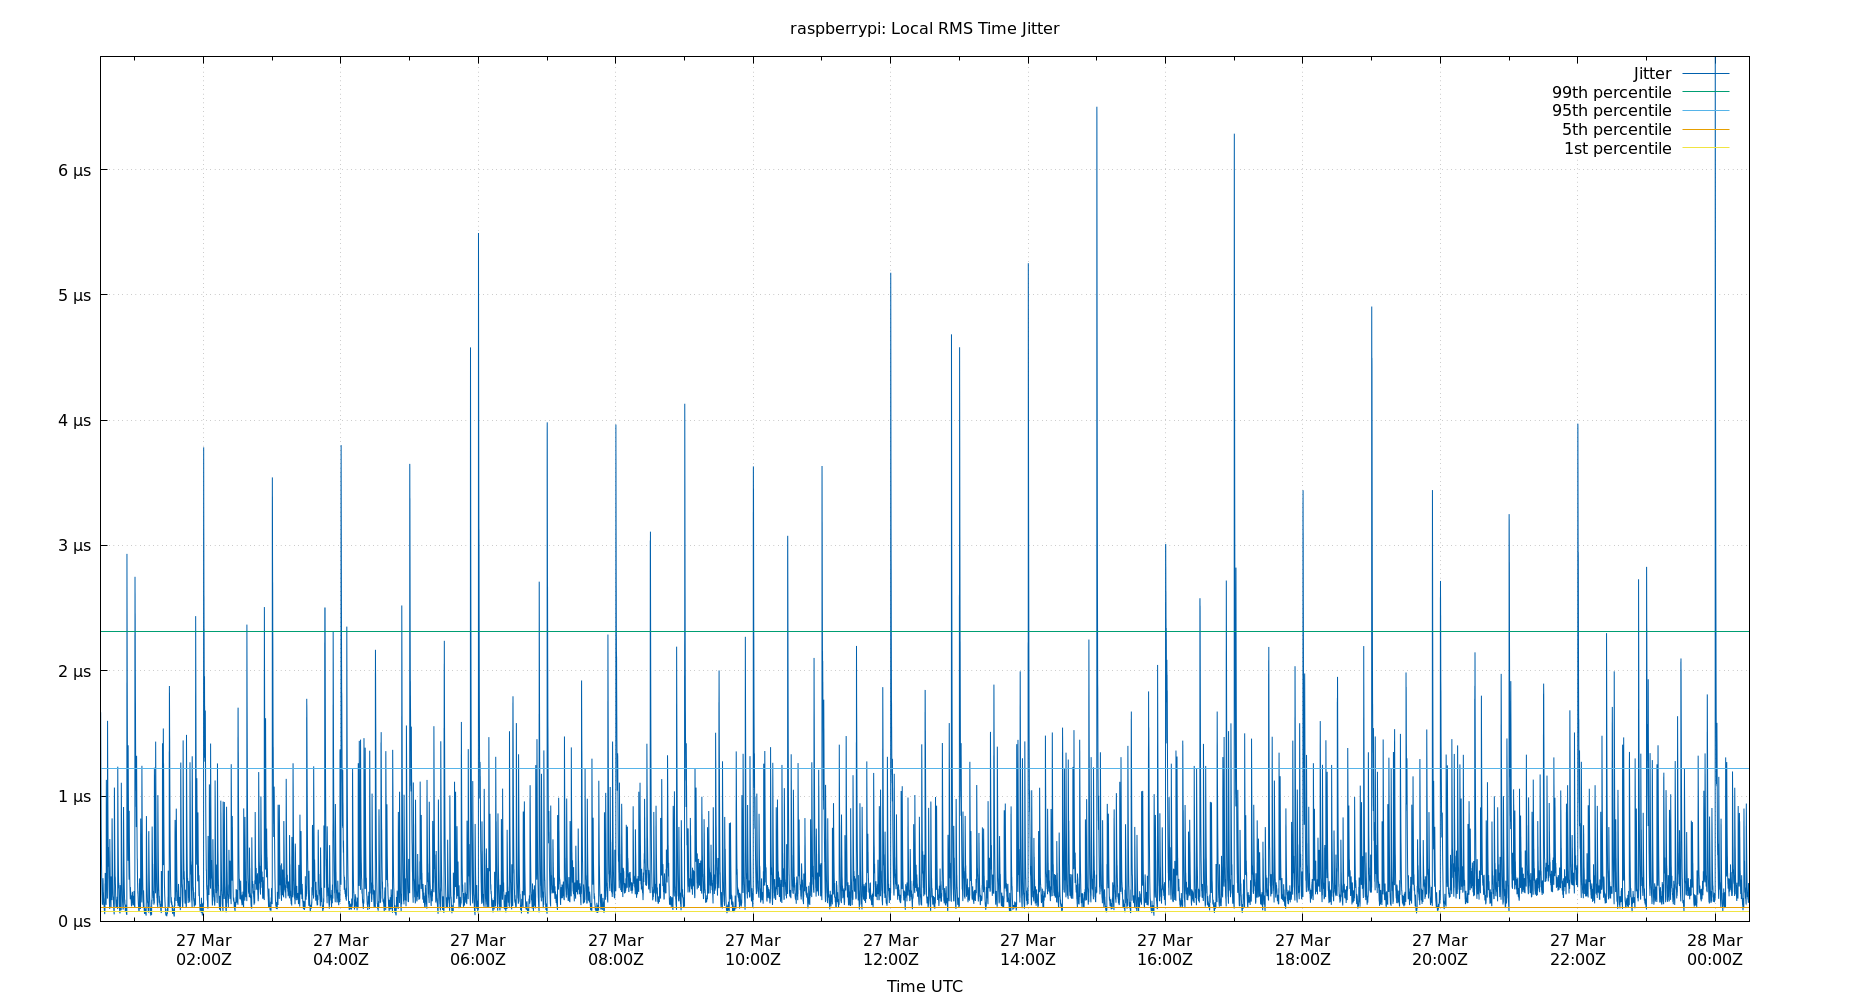 raspberrypi: Local RMS Time Jitter
Jitter
99th percentile
95th percentile
5th percentile
1st percentile
6 µs
5 µs
4 µs
3 µs
2 µs
1 µs
0 µs
27 Mar 27 Mar 27 Mar 27 Mar 27 Mar 27 Mar 27 Mar 27 Mar 27 Mar 27 Mar 27 Mar 28 Mar
02:00Z 04:00Z 06:00Z 08:00Z 10:00Z 12:00Z 14:00Z 16:00Z 18:00Z 20:00Z 22:00Z 00:00Z
Time UTC